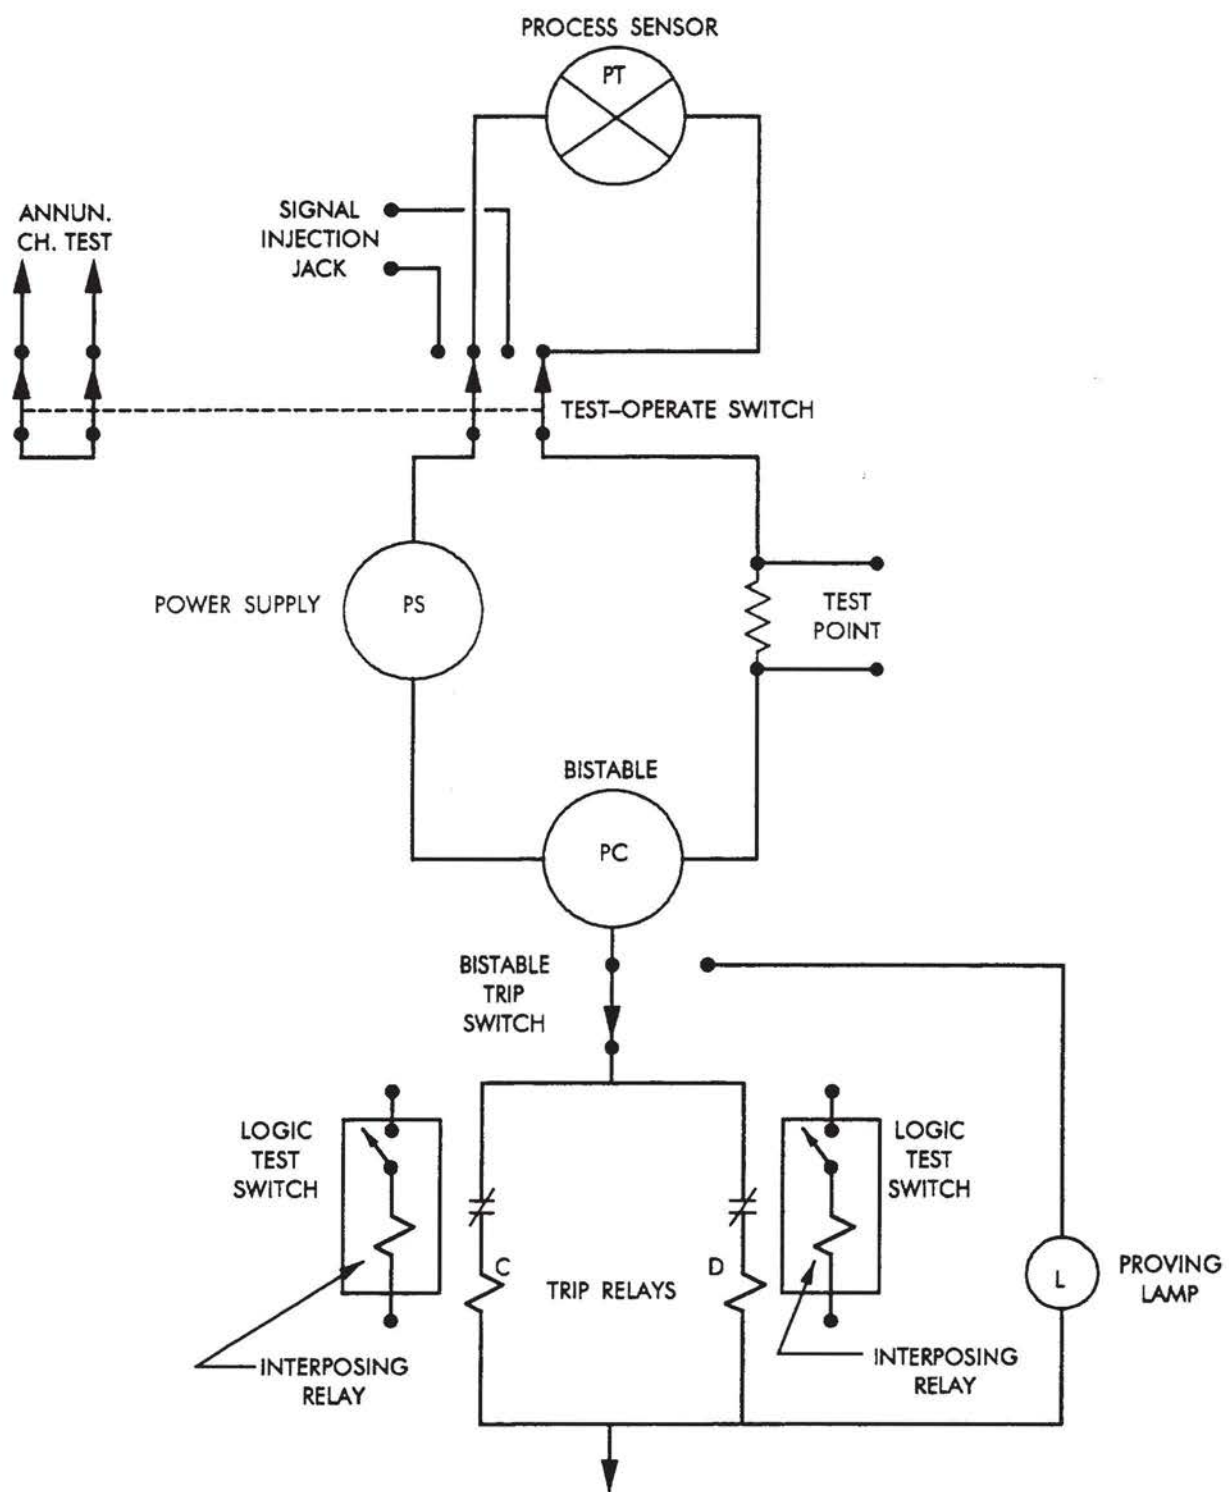 PROCESS SENSOR
PT
ANNUN.
CH. TEST
SIGNAL
INJECTION
JACK
TEST–OPERATE SWITCH
POWER SUPPLY
PS
TEST
POINT
BISTABLE
PC
BISTABLE
TRIP
SWITCH
LOGIC
TEST
SWITCH
LOGIC
TEST
SWITCH
C
TRIP RELAYS
D
L
PROVING
LAMP
INTERPOSING
RELAY
INTERPOSING
RELAY